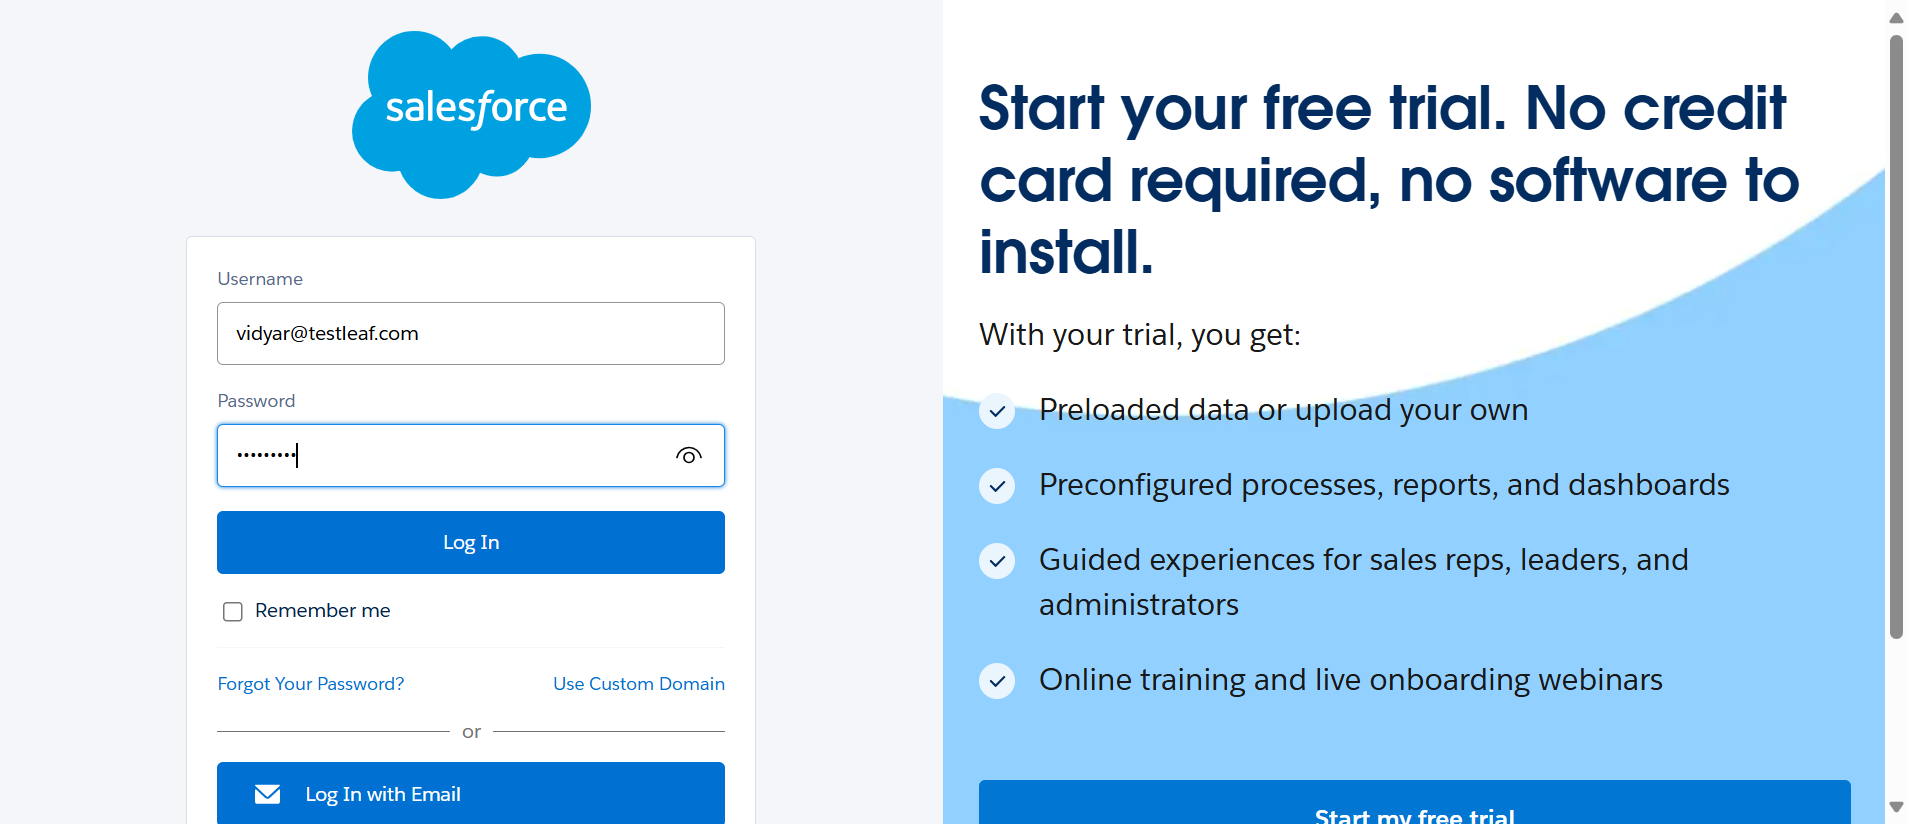 salesforce
Username
vidyar@testleaf.com
Password
•••••••••
Log In
Remember me
Forgot Your Password?
Use Custom Domain
or
Log In with Email
Start your free trial. No credit
card required, no software to
install.
With your trial, you get:
Preloaded data or upload your own
Preconfigured processes, reports, and dashboards
Guided experiences for sales reps, leaders, and
administrators
Online training and live onboarding webinars
Start my free trial